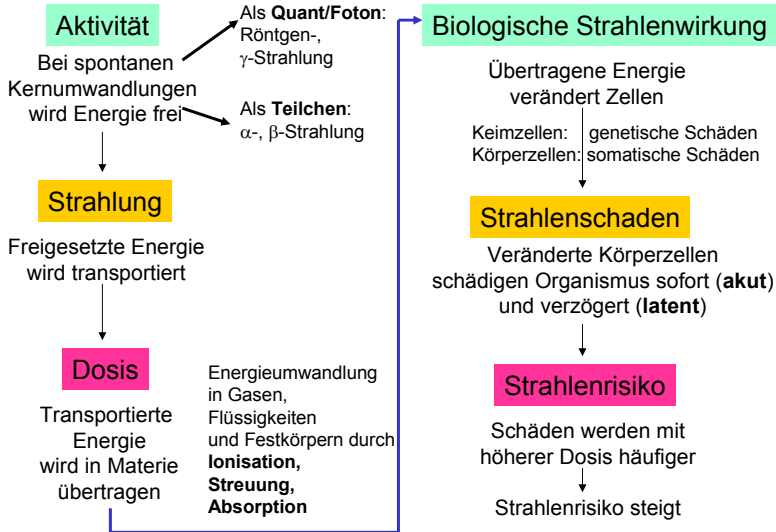 Aktivität
Bei spontanen
Kernumwandlungen
wird Energie frei
Als Quant/Foton:
Röntgen-,
γ-Strahlung
Als Teilchen:
α-, β-Strahlung
Strahlung
Freigesetzte Energie
wird transportiert
Dosis
Transportierte
Energie
wird in Materie
übertragen
Energieumwandlung
in Gasen,
Flüssigkeiten
und Festkörpern durch
Ionisation,
Streuung,
Absorption
Biologische Strahlenwirkung
Übertragene Energie
verändert Zellen
Keimzellen: genetische Schäden
Körperzellen: somatische Schäden
Strahlenschaden
Veränderte Körperzellen
schädigen Organismus sofort (akut)
und verzögert (latent)
Strahlenrisiko
Schäden werden mit
höherer Dosis häufiger
Strahlenrisiko steigt